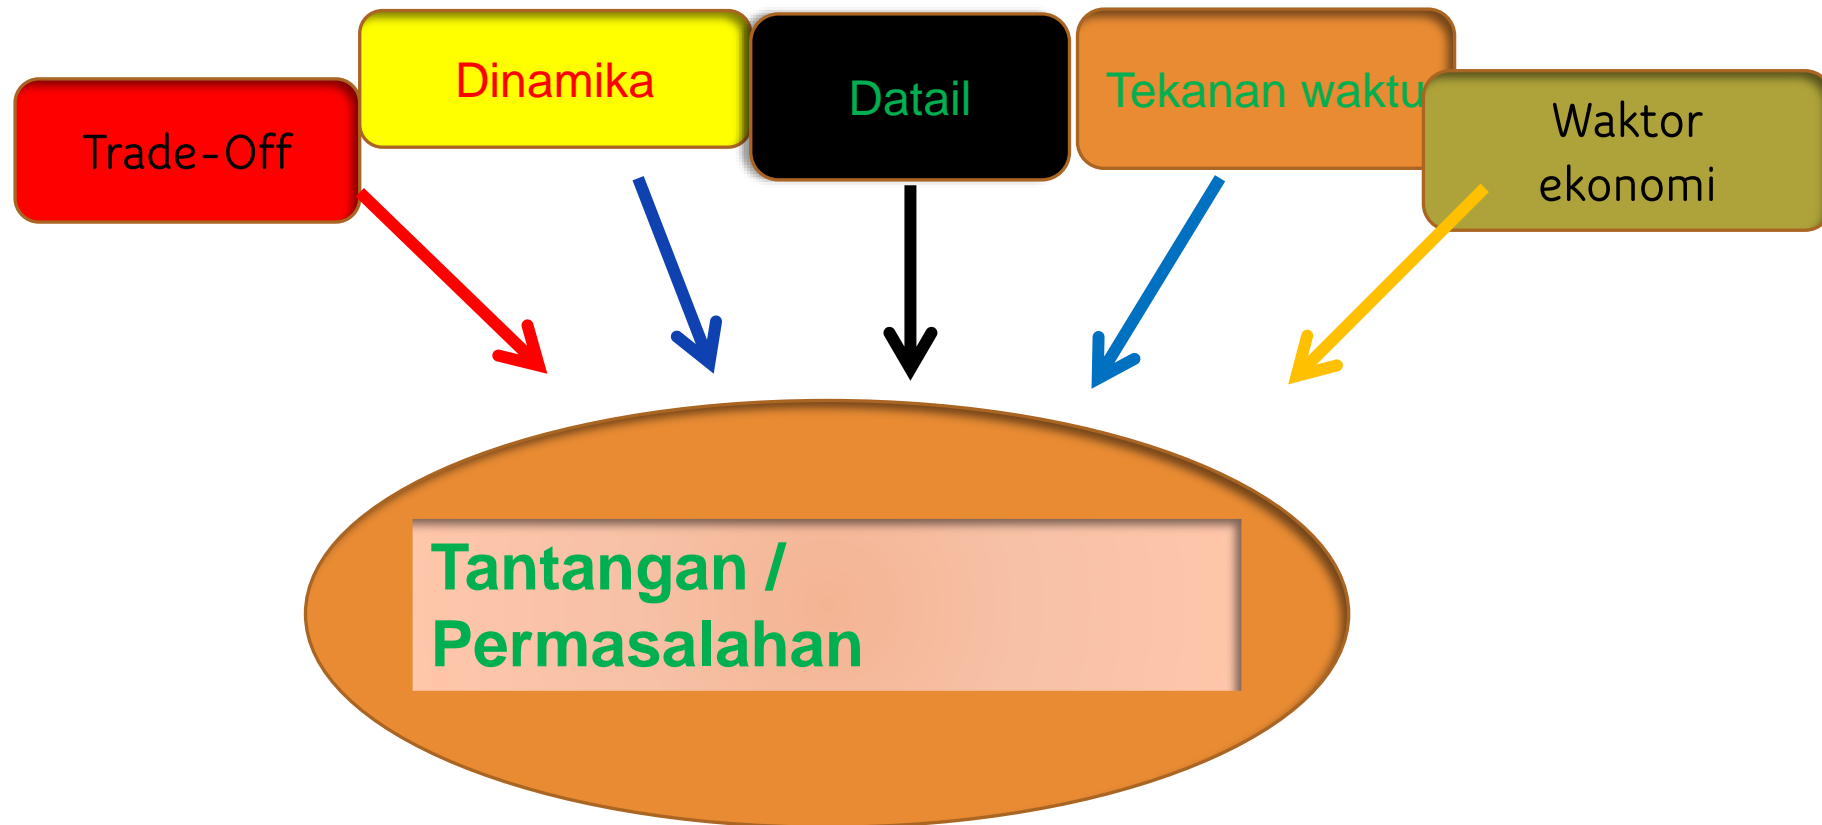 Trade-Off
Dinamika
Datail
Tekanan waktu
Waktor
ekonomi
Tantangan /
Permasalahan